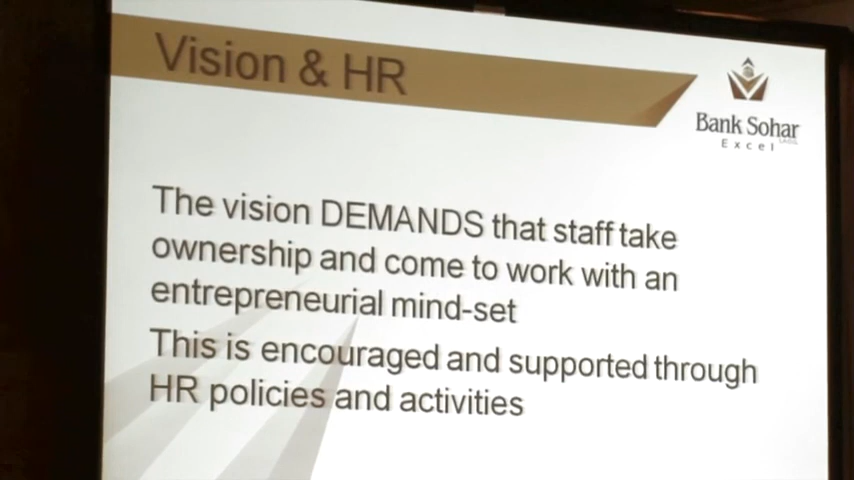 Vision & HR
Bank Sohar
Excel
The vision DEMANDS that staff take
ownership and come to work with an
entrepreneurial mind-set
This is encouraged and supported through
HR policies and activities